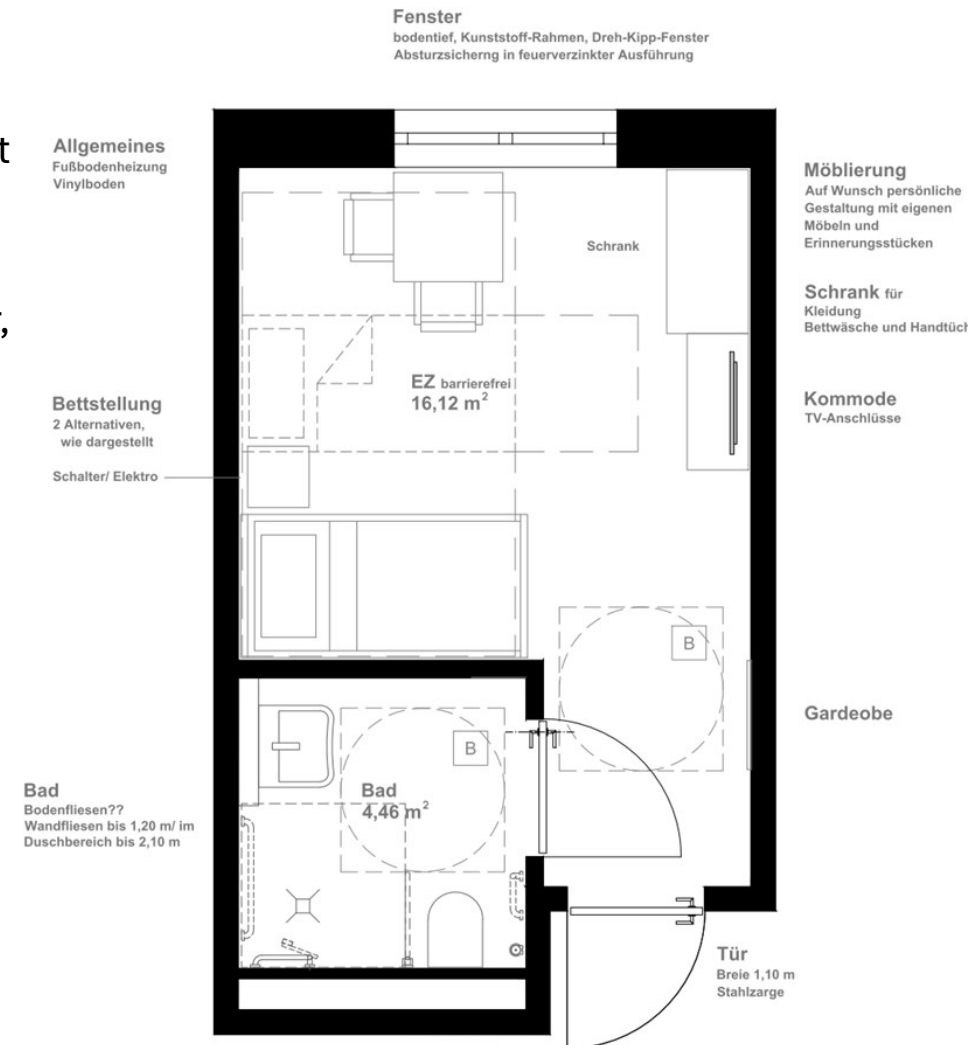 Fenster
bodentief, Kunststoff-Rahmen, Dreh-Kipp-Fenster
Absturzsicherng in feuerverzinkter Ausführung
t
Allgemeines
Fußbodenheizung
Vinylboden
Möblierung
Auf Wunsch persönliche
Gestaltung mit eigenen
Möbeln und
Erinnerungsstücken
Schrank
Schrank für
Kleidung
Bettwäsche und Handtüch
,
EZ barrierefrei
16,12 m²
Bettstellung
2 Alternativen,
wie dargestellt
Schalter/ Elektro
Kommode
TV-Anschlüsse
B
Gardeobe
B
Bad
4,46 m²
Bad
Bodenfliesen??
Wandfliesen bis 1,20 m/ im
Duschbereich bis 2,10 m
Tür
Breie 1,10 m
Stahlzarge